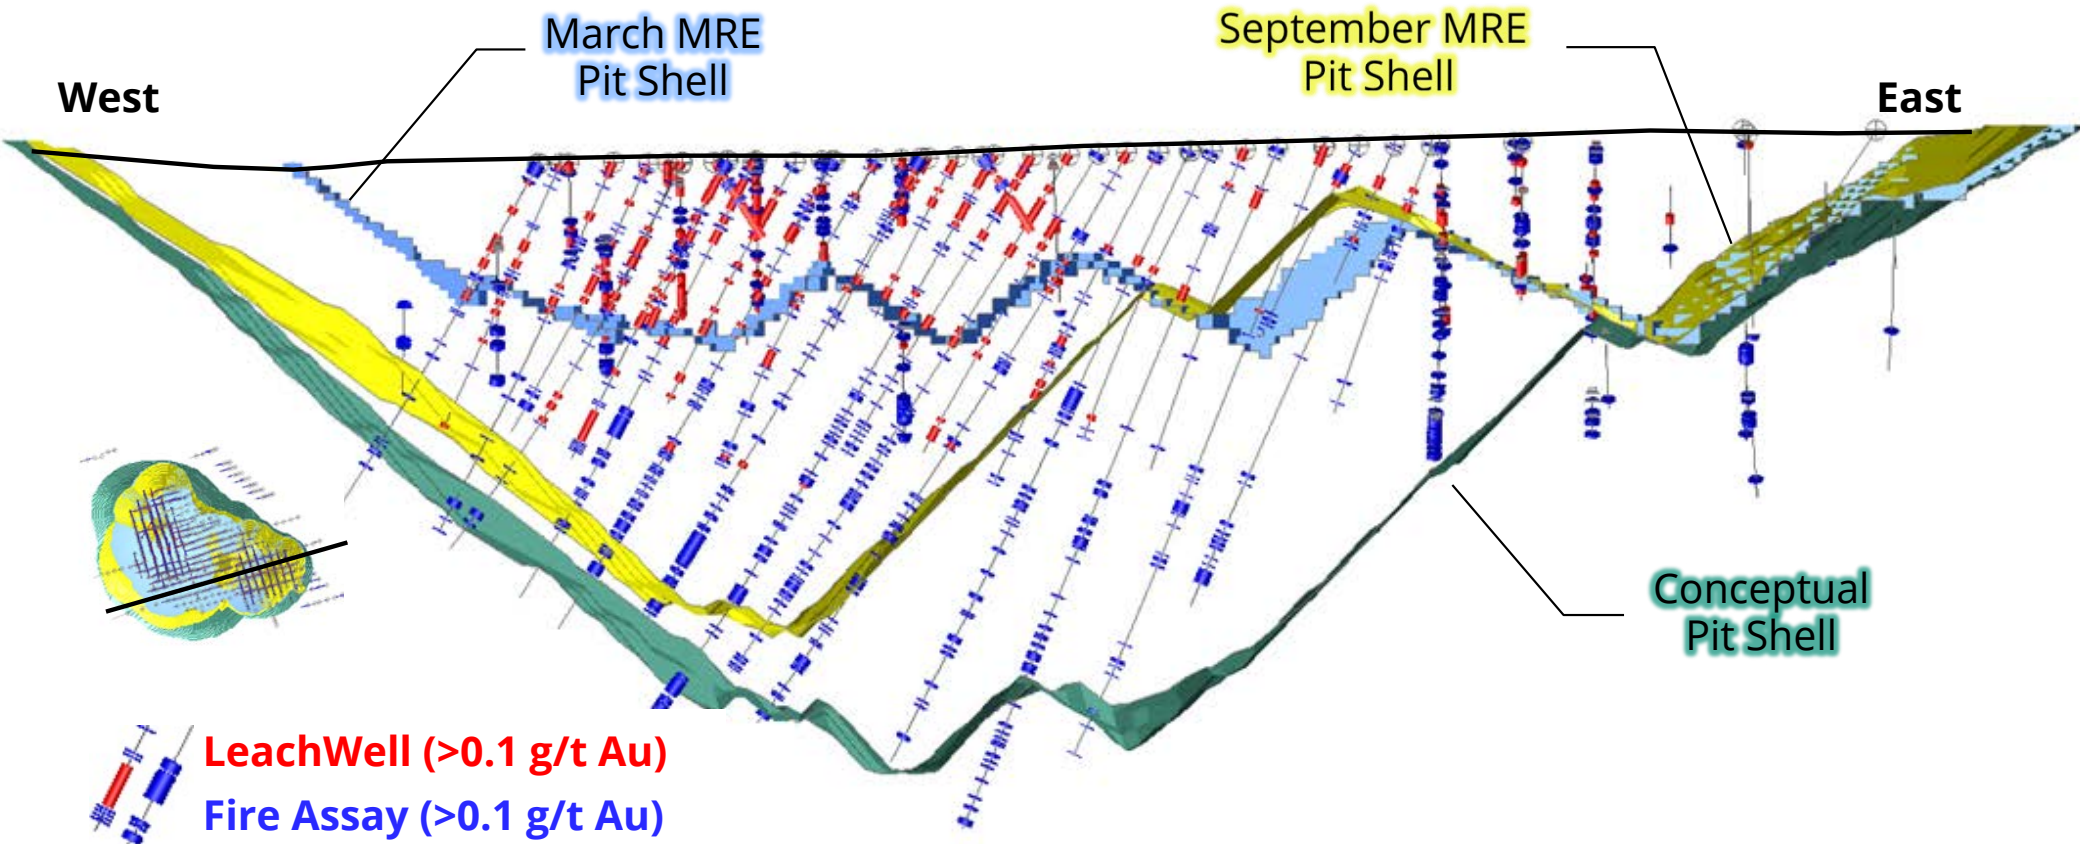 March MRE
Pit Shell
September MRE
Pit Shell
West
East
Conceptual
Pit Shell
LeachWell (>0.1 g/t Au)
Fire Assay (>0.1 g/t Au)